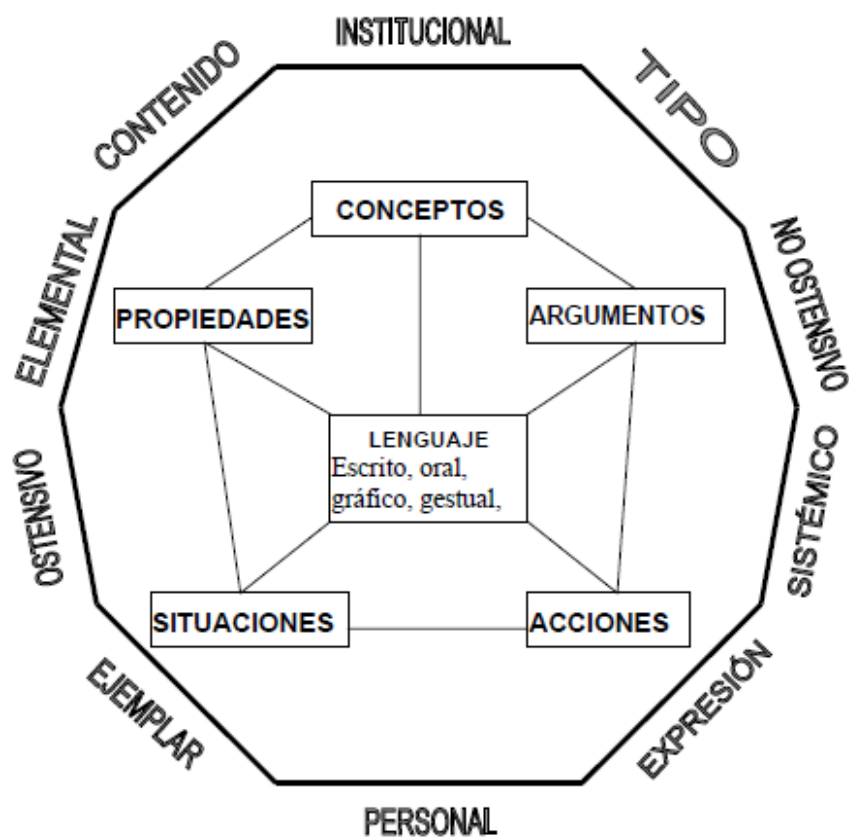 INSTITUCIONAL
CONTENIDO
TIPO
CONCEPTOS
ELEMENTAL
NO OSTENSIVO
PROPIEDADES
ARGUMENTOS
LENGUAJE
Escrito, oral,
gráfico, gestual,
OSTENSIVO
SISTÉMICO
SITUACIONES
ACCIONES
EJEMPLAR
EXPRESIÓN
PERSONAL